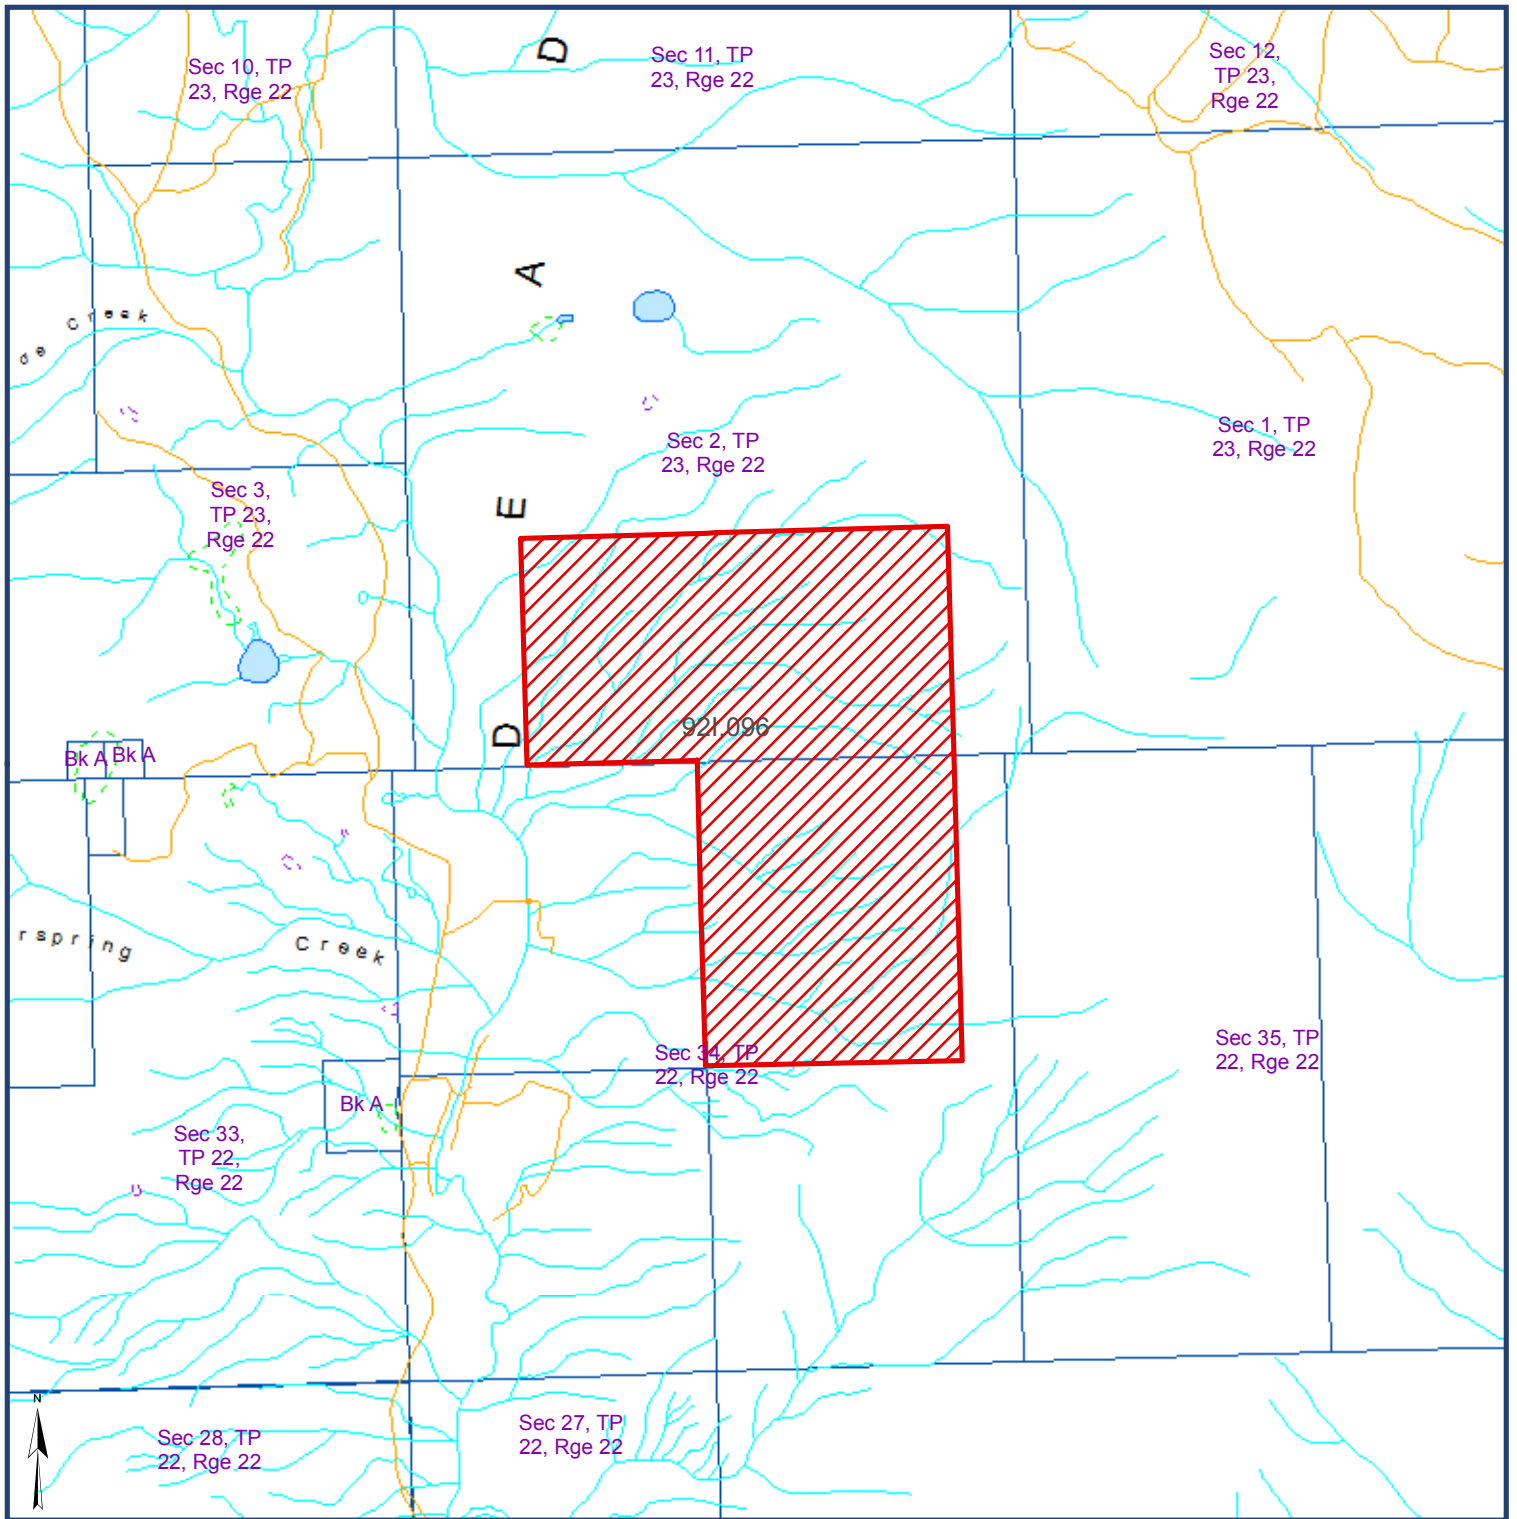 D
Sec 10, TP
23, Rge 22
Sec 11, TP
23, Rge 22
Sec 12,
TP 23,
Rge 22
A
Creek
de
Sec 2, TP
23, Rge 22
Sec 1, TP
23, Rge 22
Sec 3,
TP 23,
Rge 22
E
D
92I.096
Bk A
Bk A
rspring
Creek
Sec 34, TP
22, Rge 22
Sec 35, TP
22, Rge 22
Bk A
Sec 33,
TP 22,
Rge 22
N
Sec 28, TP
22, Rge 22
Sec 27, TP
22, Rge 22